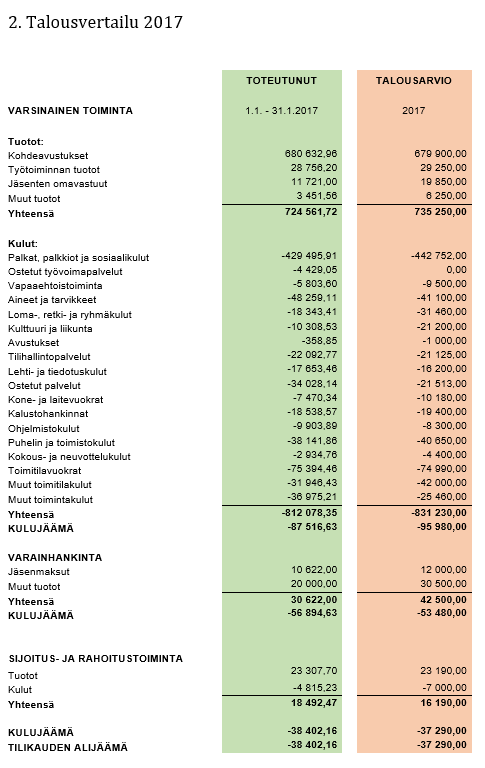 2. Talousvertailu 2017
TOTEUTUNUT TALOUSARVIO
VARSINAINEN TOIMINTA 1.1. - 31.1.2017 2017
Tuotot:
Kohdeavustukset 680 632,96 679 900,00
Työtoiminnan tuotot 28 756,20 29 250,00
Jäsenten omavastuut 11 721,00 19 850,00
Muut tuotot 3 451,56 6 250,00
Yhteensä 724 561,72 735 250,00
Kulut:
Palkat, palkkiot ja sosiaalikulut -429 495,91 -442 752,00
Ostetut työvoimapalvelut -4 429,05 0,00
Vapaaehtoistoiminta -5 803,60 -9 500,00
Aineet ja tarvikkeet -48 259,11 -41 100,00
Loma-, retki- ja ryhmäkulut -18 343,41 -31 460,00
Kulttuuri ja liikunta -10 308,53 -21 200,00
Avustukset -358,85 -1 000,00
Tilihallintopalvelut -22 092,77 -21 125,00
Lehti- ja tiedotuskulut -17 653,46 -16 200,00
Ostetut palvelut -34 028,14 -21 513,00
Kone- ja laitevuokrat -7 470,34 -10 180,00
Kalustohankinnat -18 538,57 -19 400,00
Ohjelmistokulut -9 903,89 -8 300,00
Puhelin ja toimistokulut -38 141,86 -40 650,00
Kokous- ja neuvottelukulut -2 934,76 -4 400,00
Toimitilavuokrat -75 394,46 -74 990,00
Muut toimitilakulut -31 946,43 -42 000,00
Muut toimintakulut -36 975,21 -25 460,00
Yhteensä -812 078,35 -831 230,00
KULUJÄÄMÄ -87 516,63 -95 980,00
VARAINHANKINTA
Jäsenmaksut 10 622,00 12 000,00
Muut tuotot 20 000,00 30 500,00
Yhteensä 30 622,00 42 500,00
KULUJÄÄMÄ -56 894,63 -53 480,00
SIJOITUS- JA RAHOITUSTOIMINTA
Tuotot 23 307,70 23 190,00
Kulut -4 815,23 -7 000,00
Yhteensä 18 492,47 16 190,00
KULUJÄÄMÄ -38 402,16 -37 290,00
TILIKAUDEN ALIJÄÄMÄ -38 402,16 -37 290,00